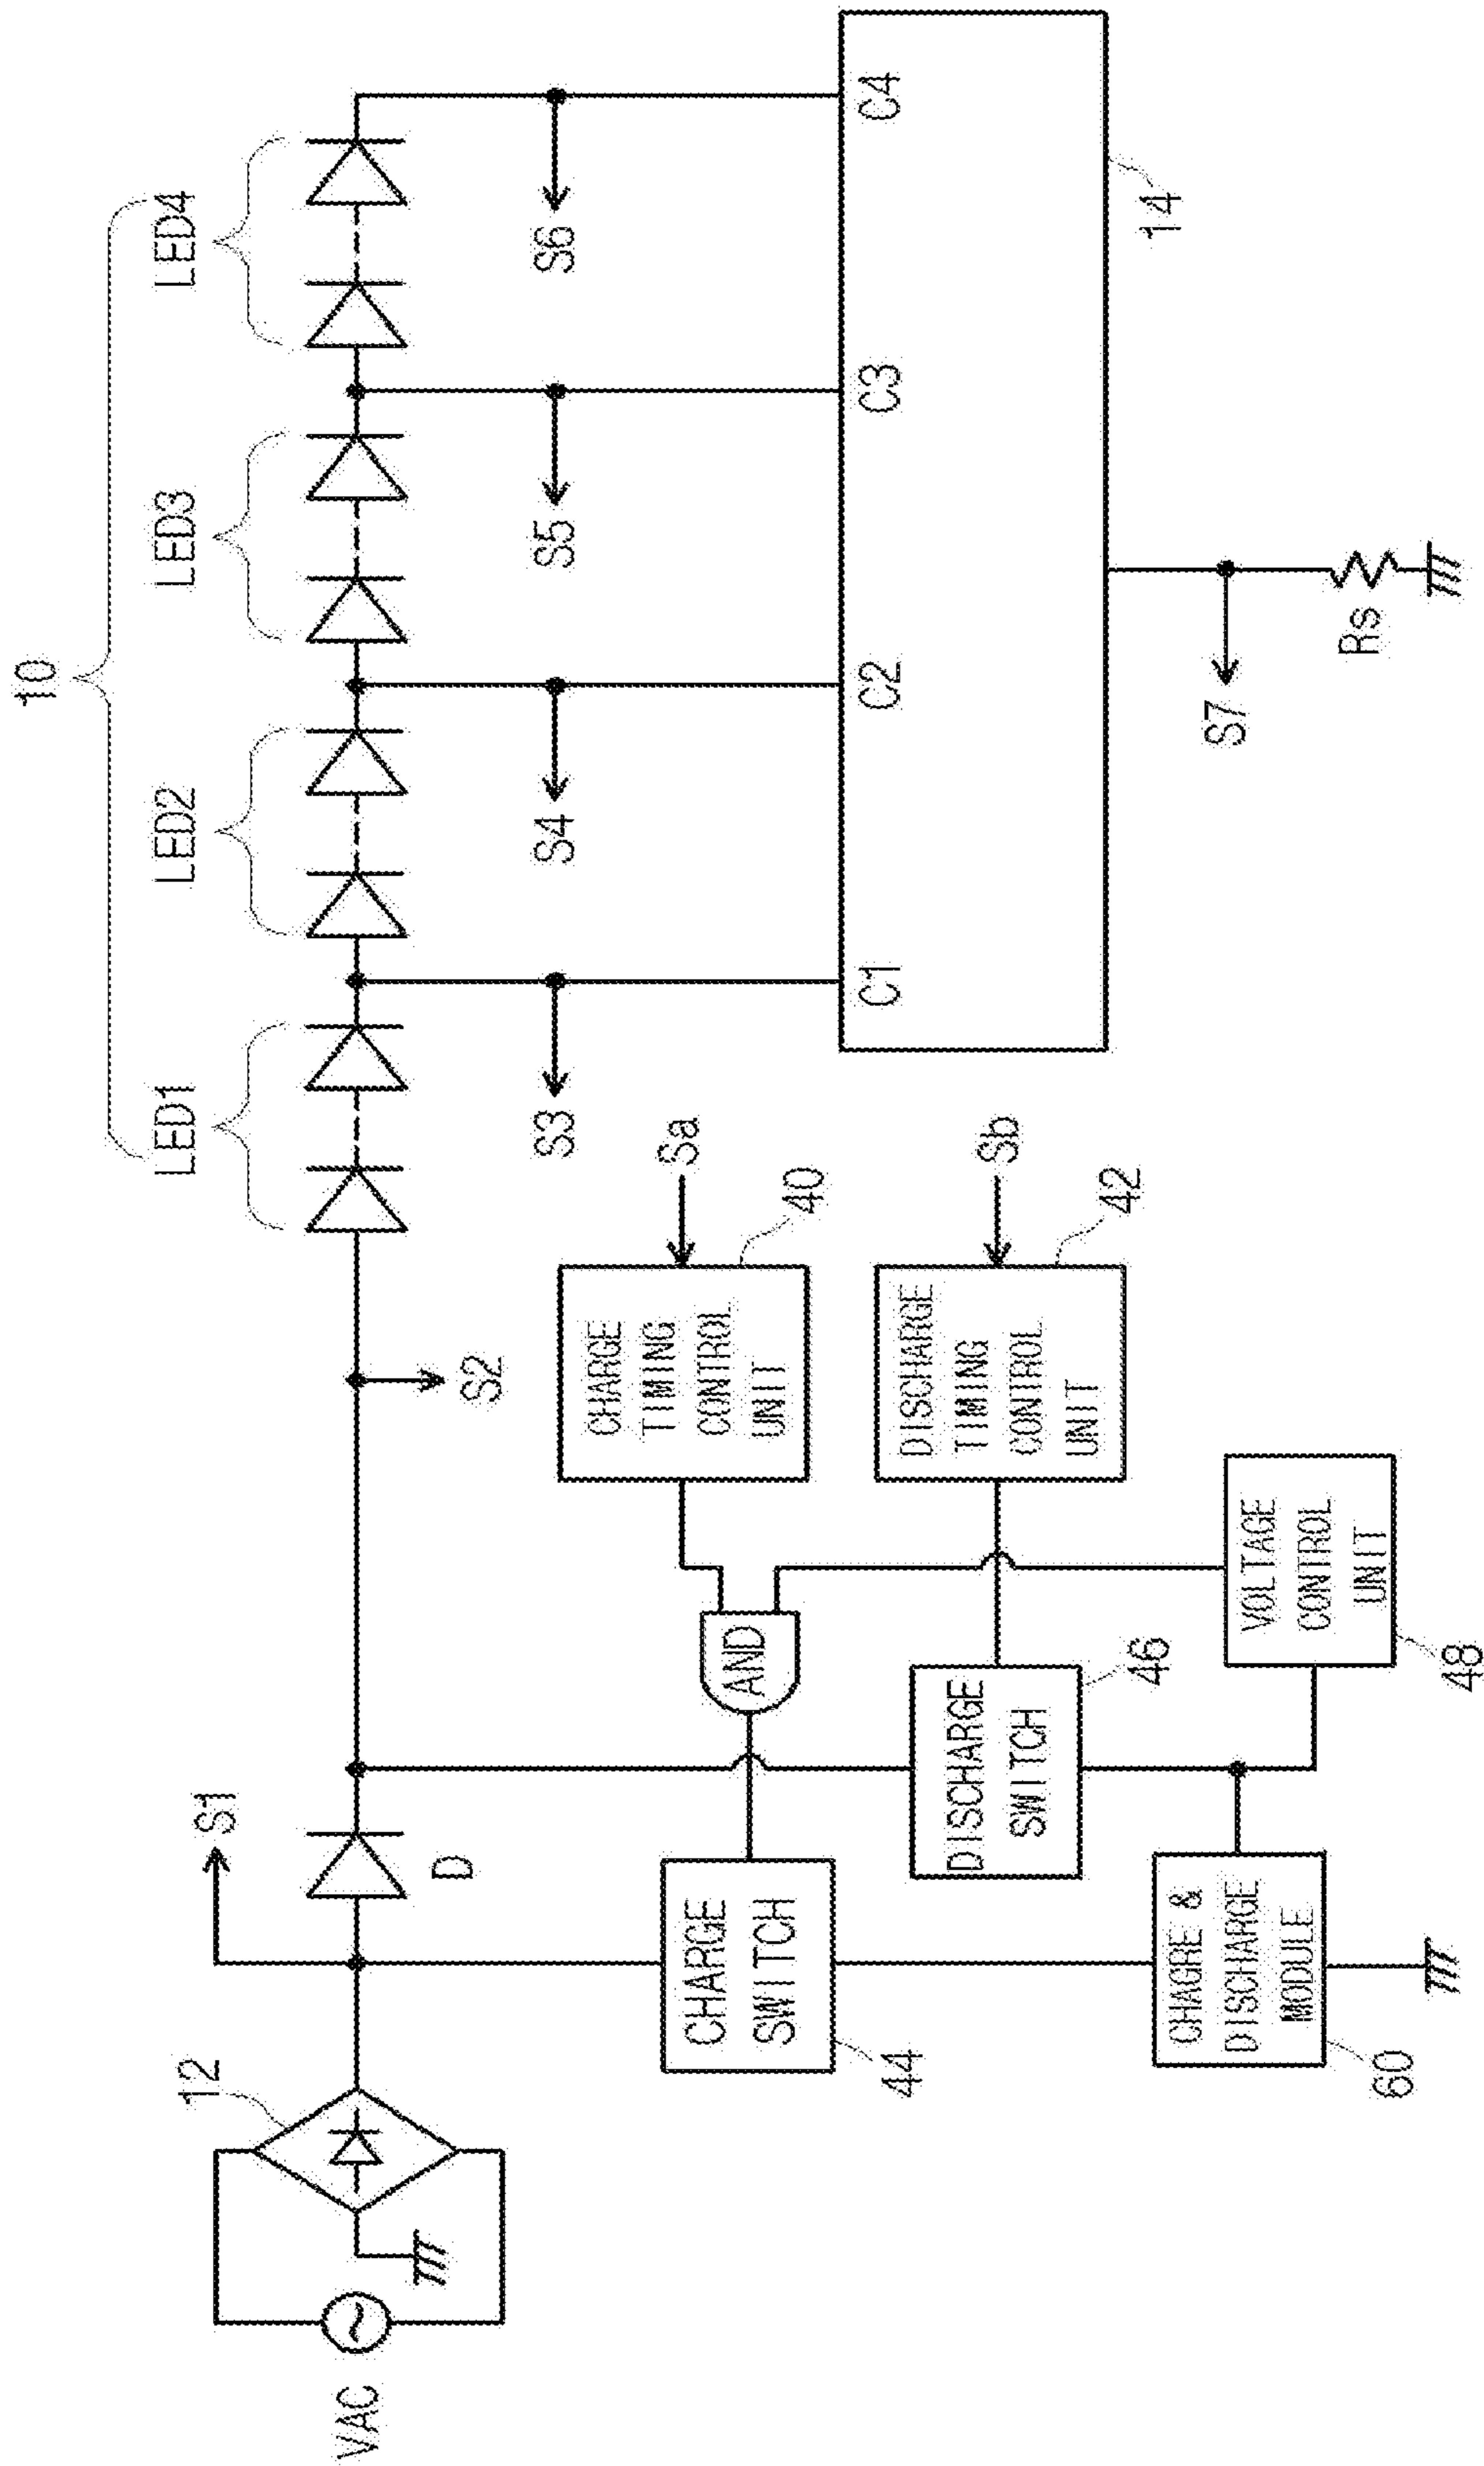 10
LED1
LED2
LED3
LED4
12
S1
VAC
D
S2
S3
S4
S5
S6
C1
C2
C3
C4
14
S7
Rs
Sa
40
CHARGE
TIMING
CONTROL
UNIT
Sb
42
DISCHARGE
TIMING
CONTROL
UNIT
AND
CHARGE
SWITCH
44
DISCHARGE
SWITCH
46
VOLTAGE
CONTROL
UNIT
48
CHAGRE &
DISCHARGE
MODULE
60